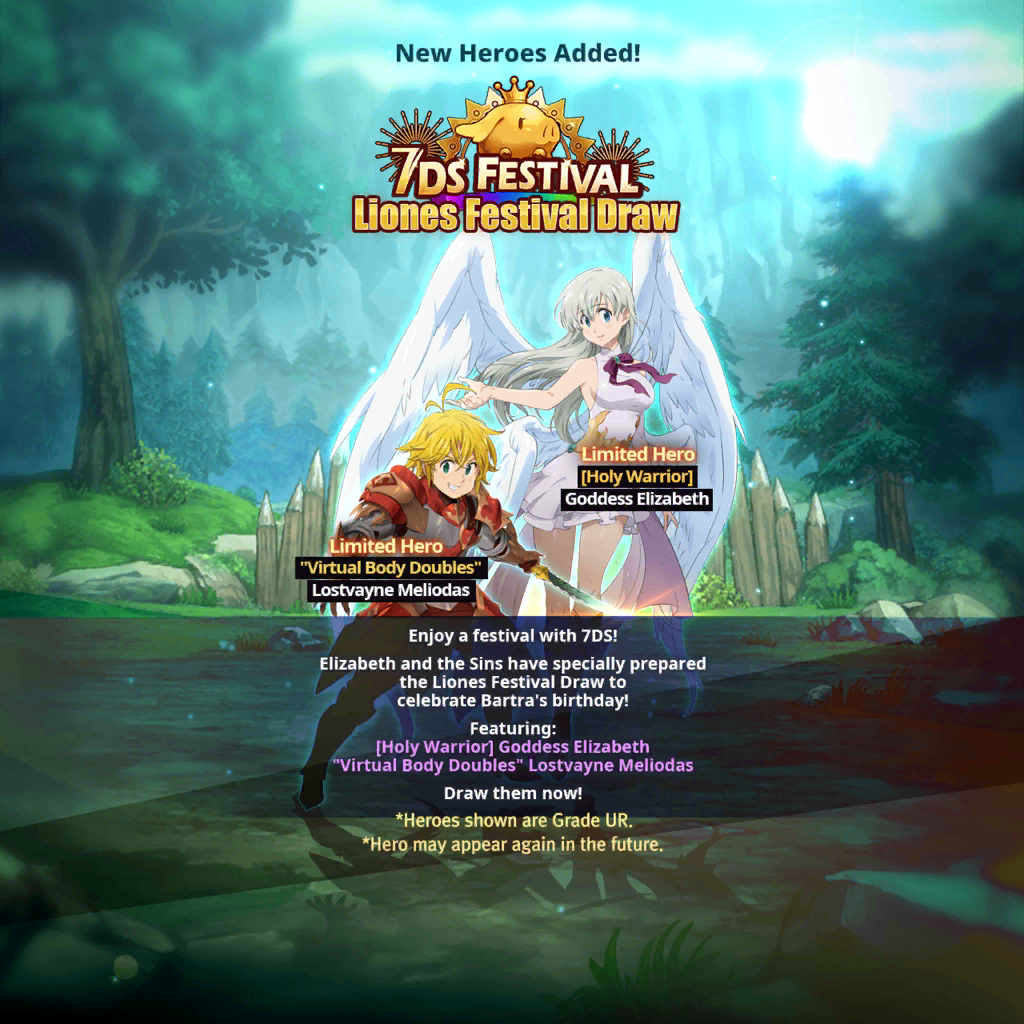 New Heroes Added!
7DS FESTIVAL
Liones Festival Draw
Limited Hero
[Holy Warrior]
Goddess Elizabeth
Limited Hero
"Virtual Body Doubles"
Lostvayne Meliodas
Enjoy a festival with 7DS!
Elizabeth and the Sins have specially prepared
the Liones Festival Draw to
celebrate Bartra's birthday!
Featuring:
[Holy Warrior] Goddess Elizabeth
"Virtual Body Doubles" Lostvayne Meliodas
Draw them now!
*Heroes shown are Grade UR.
*Hero may appear again in the future.